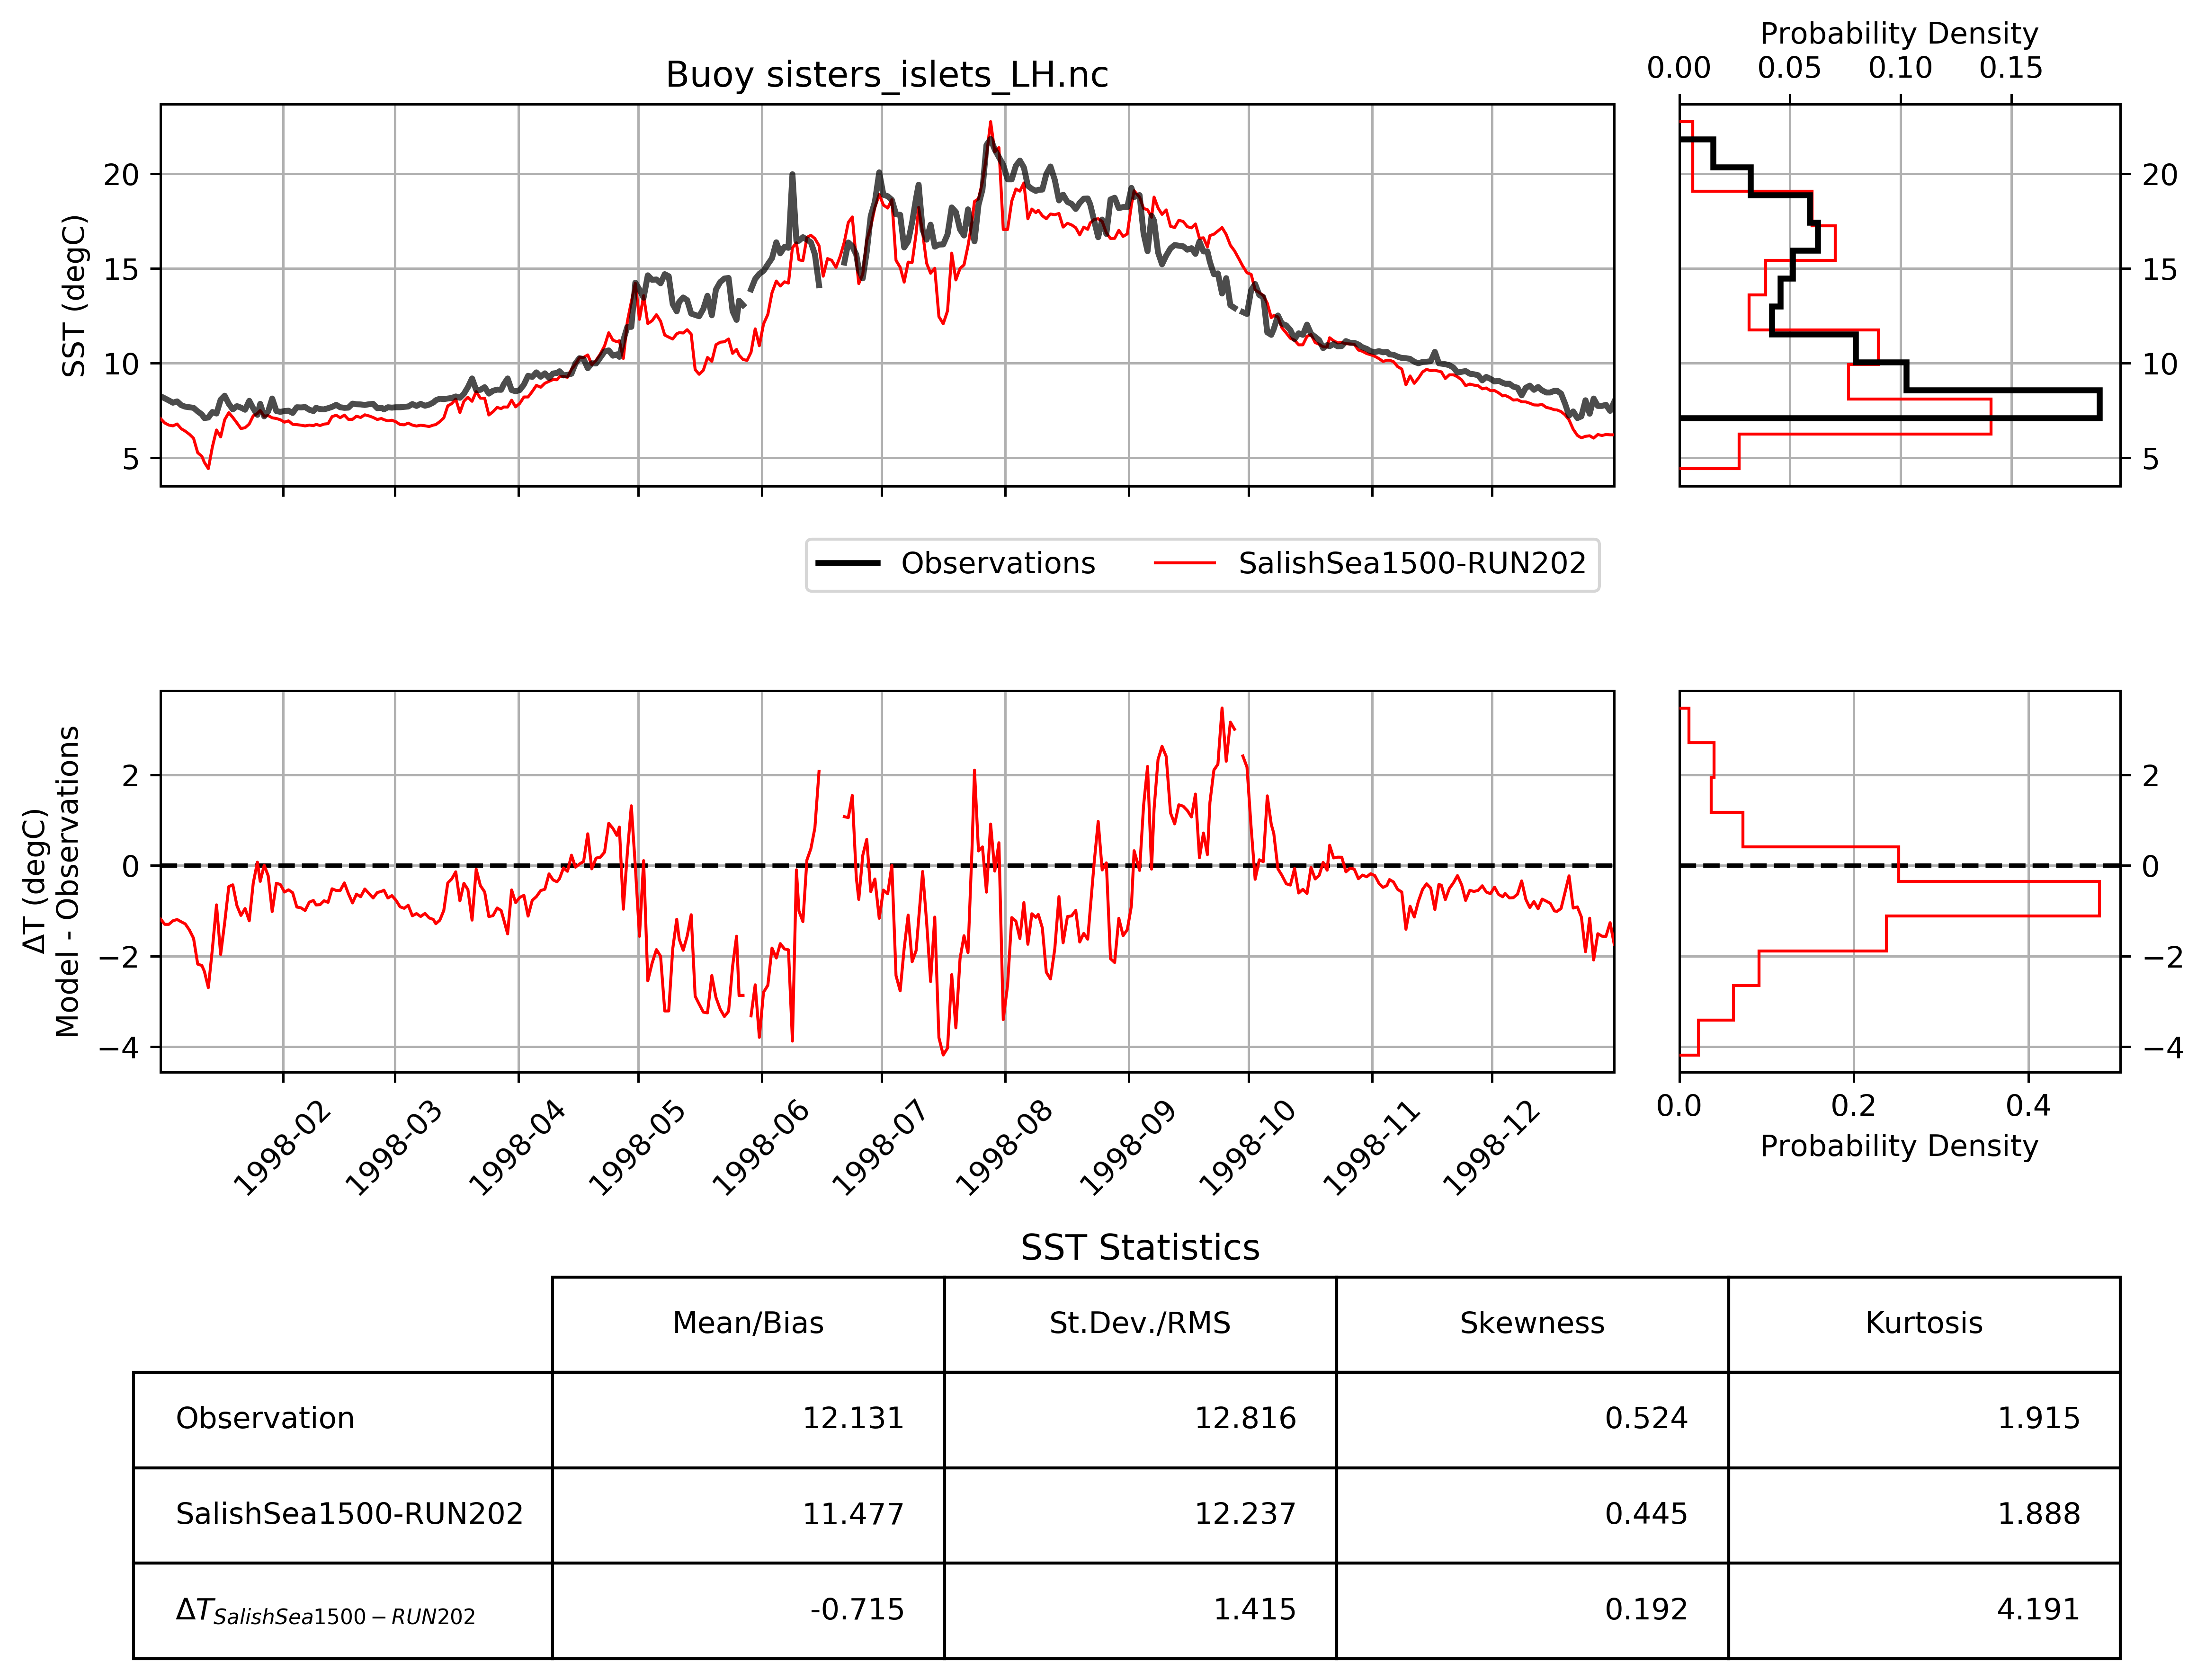 Probability Density
0.00 0.05 0.10 0.15
Buoy sisters_islets_LH.nc
SST (degC)
20
15
10
5
20
15
10
5
Observations SalishSea1500-RUN202
ΔT (degC)
Model - Observations
2
0
−2
−4
2
0
−2
−4
1998-02 1998-03 1998-04 1998-05 1998-06 1998-07 1998-08 1998-09 1998-10 1998-11 1998-12
0.0 0.2 0.4
Probability Density
SST Statistics
Mean/Bias St.Dev./RMS Skewness Kurtosis
Observation 12.131 12.816 0.524 1.915
SalishSea1500-RUN202 11.477 12.237 0.445 1.888
ΔT SalishSea1500−RUN202 -0.715 1.415 0.192 4.191